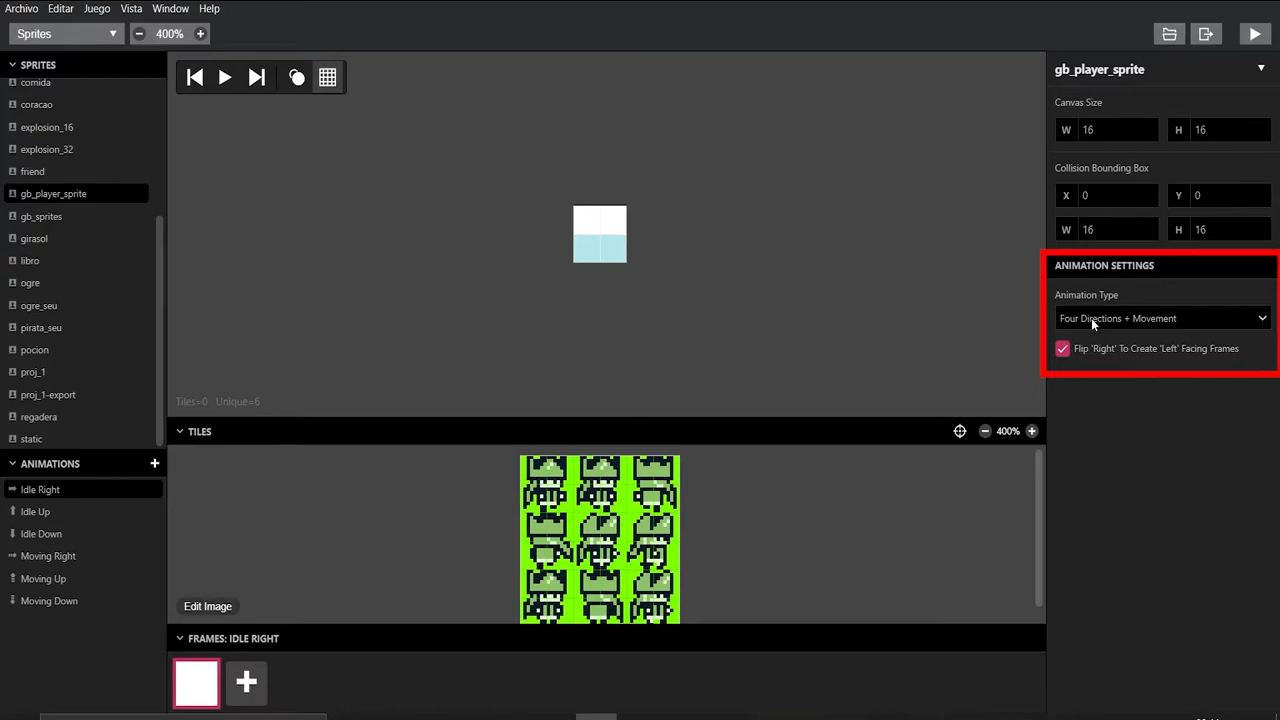 Archivo Editar Juego Vista Window Help
Sprites 400%
SPRITES
comida
coracao
explosion_16
explosion_32
friend
gb_player_sprite
gb_sprites
girasol
libro
ogre
ogre_seu
pirata_seu
pocion
proj_1
proj_1-export
regadera
static
ANIMATIONS
Idle Right
Idle Up
Idle Down
Moving Right
Moving Up
Moving Down
Tiles=0 Unique=6
TILES 400%
Edit Image
FRAMES: IDLE RIGHT
gb_player_sprite
Canvas Size
W 16 H 16
Collision Bounding Box
X 0 Y 0
W 16 H 16
ANIMATION SETTINGS
Animation Type
Four Directions + Movement
Flip 'Right' To Create 'Left' Facing Frames